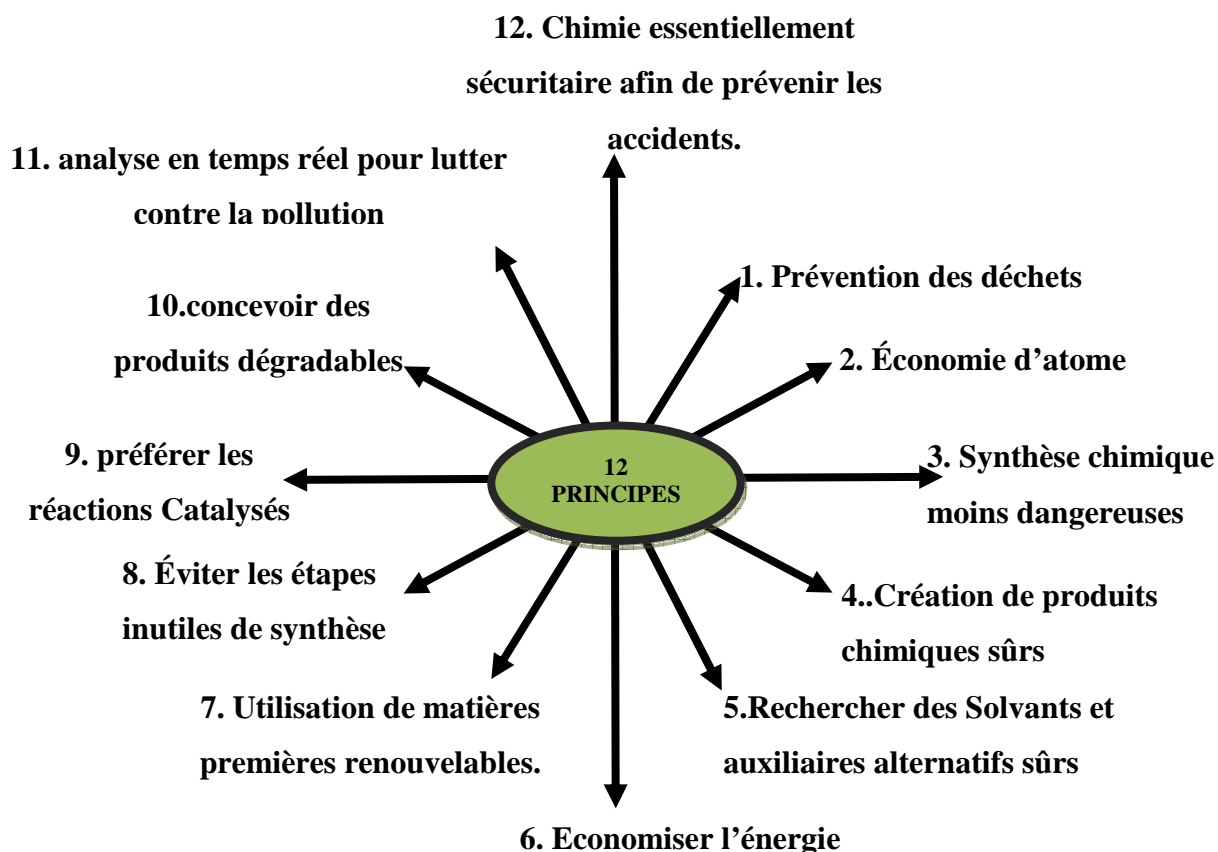 12. Chimie essentiellement
sécuritaire afin de prévenir les
accidents.
11. analyse en temps réel pour lutter
contre la pollution
1. Prévention des déchets
10.concevoir des
produits dégradables
2. Économie d’atome
9. préférer les
réactions Catalysés
12
PRINCIPES
3. Synthèse chimique
moins dangereuses
8. Éviter les étapes
inutiles de synthèse
4..Création de produits
chimiques sûrs
7. Utilisation de matières
premières renouvelables.
5.Rechercher des Solvants et
auxiliaires alternatifs sûrs
6. Economiser l’énergie